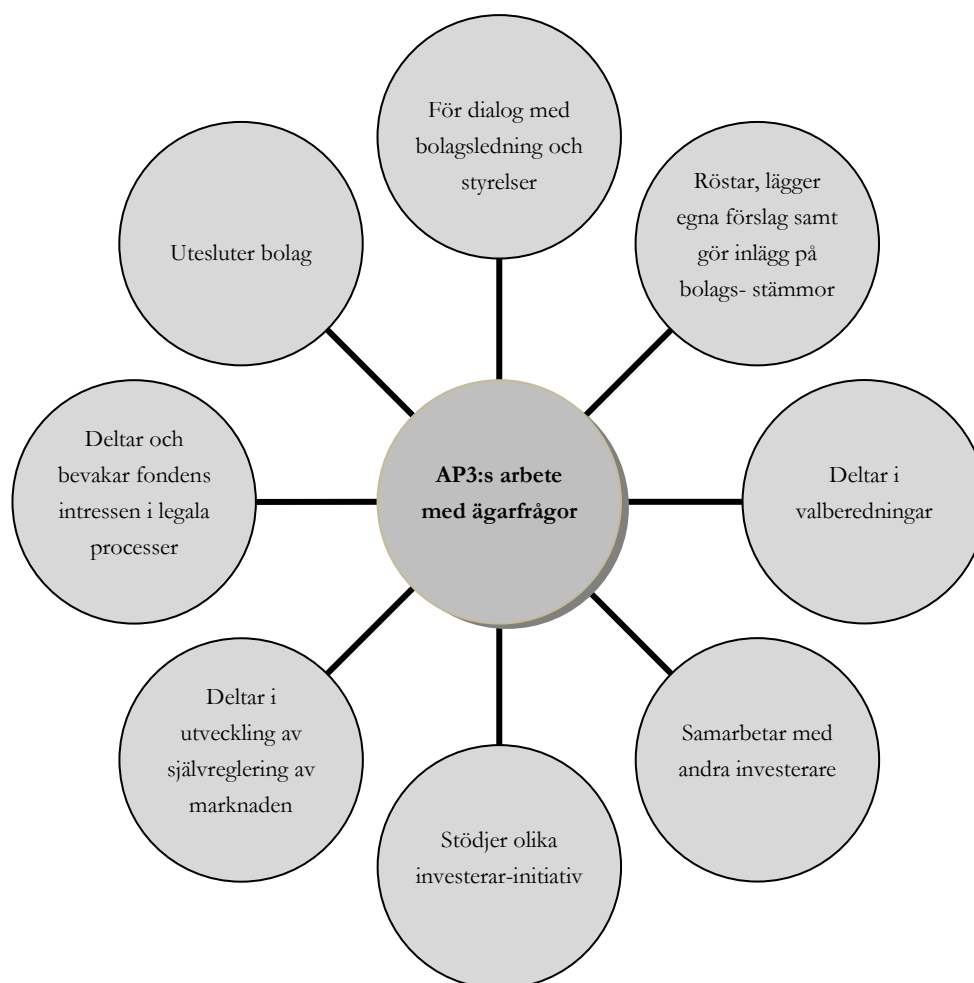 För dialog med
bolagsledning och
styrelser
Röstar, lägger
egna förslag samt
gör inlägg på
bolags- stämmor
Utesluter bolag
Deltar och
bevakar fondens
intressen i legala
processer
AP3:s arbete
med ägarfrågor
Deltar i
valberedningar
Deltar i
utveckling av
självreglering av
marknaden
Samarbetar med
andra investerare
Stödjer olika
investerar-initiativ